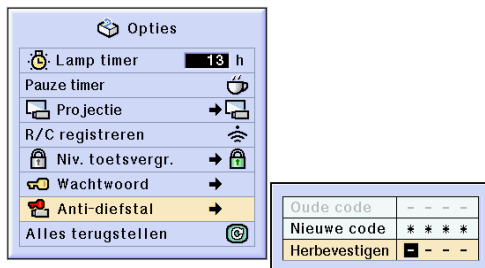 Opties
Lamp timer 13 h
Pauze timer
Projectie
R/C registreren
Niv. toetsvergr.
Wachtwoord
Anti-diefstal
Alles terugstellen
Oude code - - - -
Nieuwe code * * * *
Herbevestigen - - - -